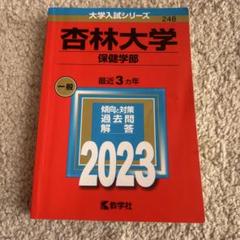 大学入試シリーズ
246
杏林大学
保健学部
最近3カ年
一般
傾向と対策
過去問
解答
2023
教学社